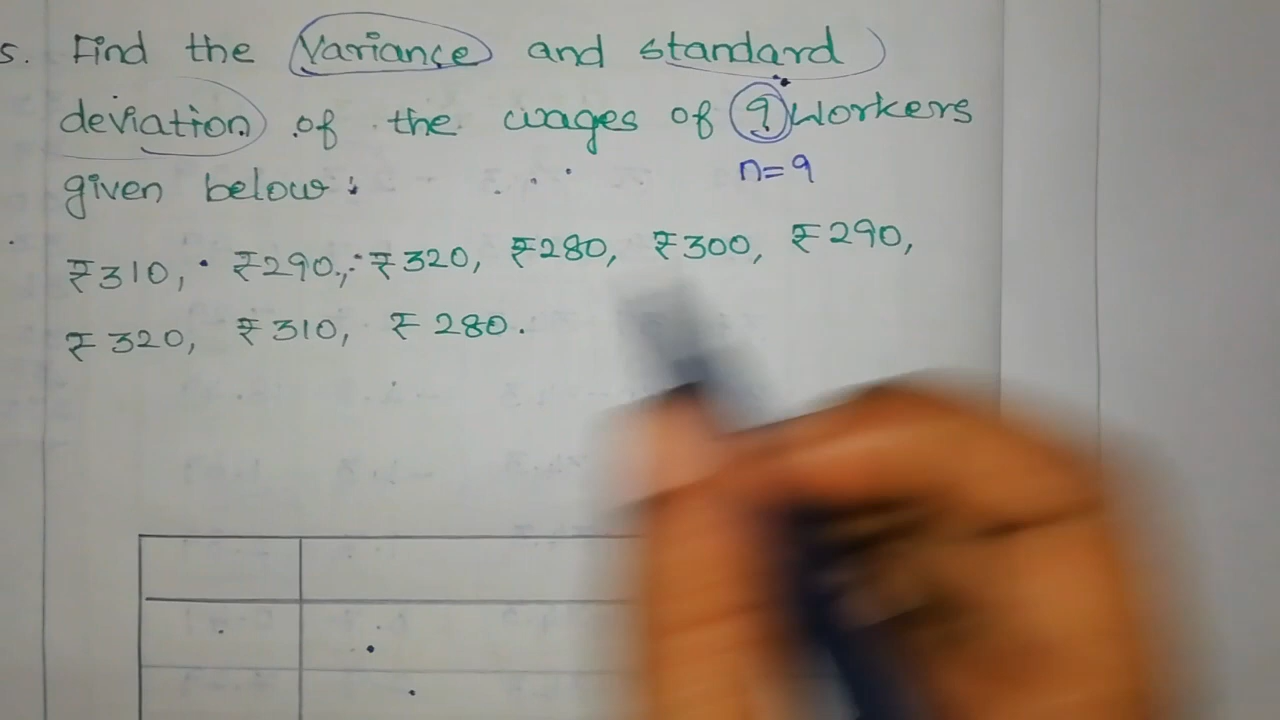 5. Find the Variance and standard
deviation of the wages of 9 Workers
n=9
given below:
₹310, ₹290, ₹320, ₹280, ₹300, ₹290,
₹320, ₹310, ₹280.